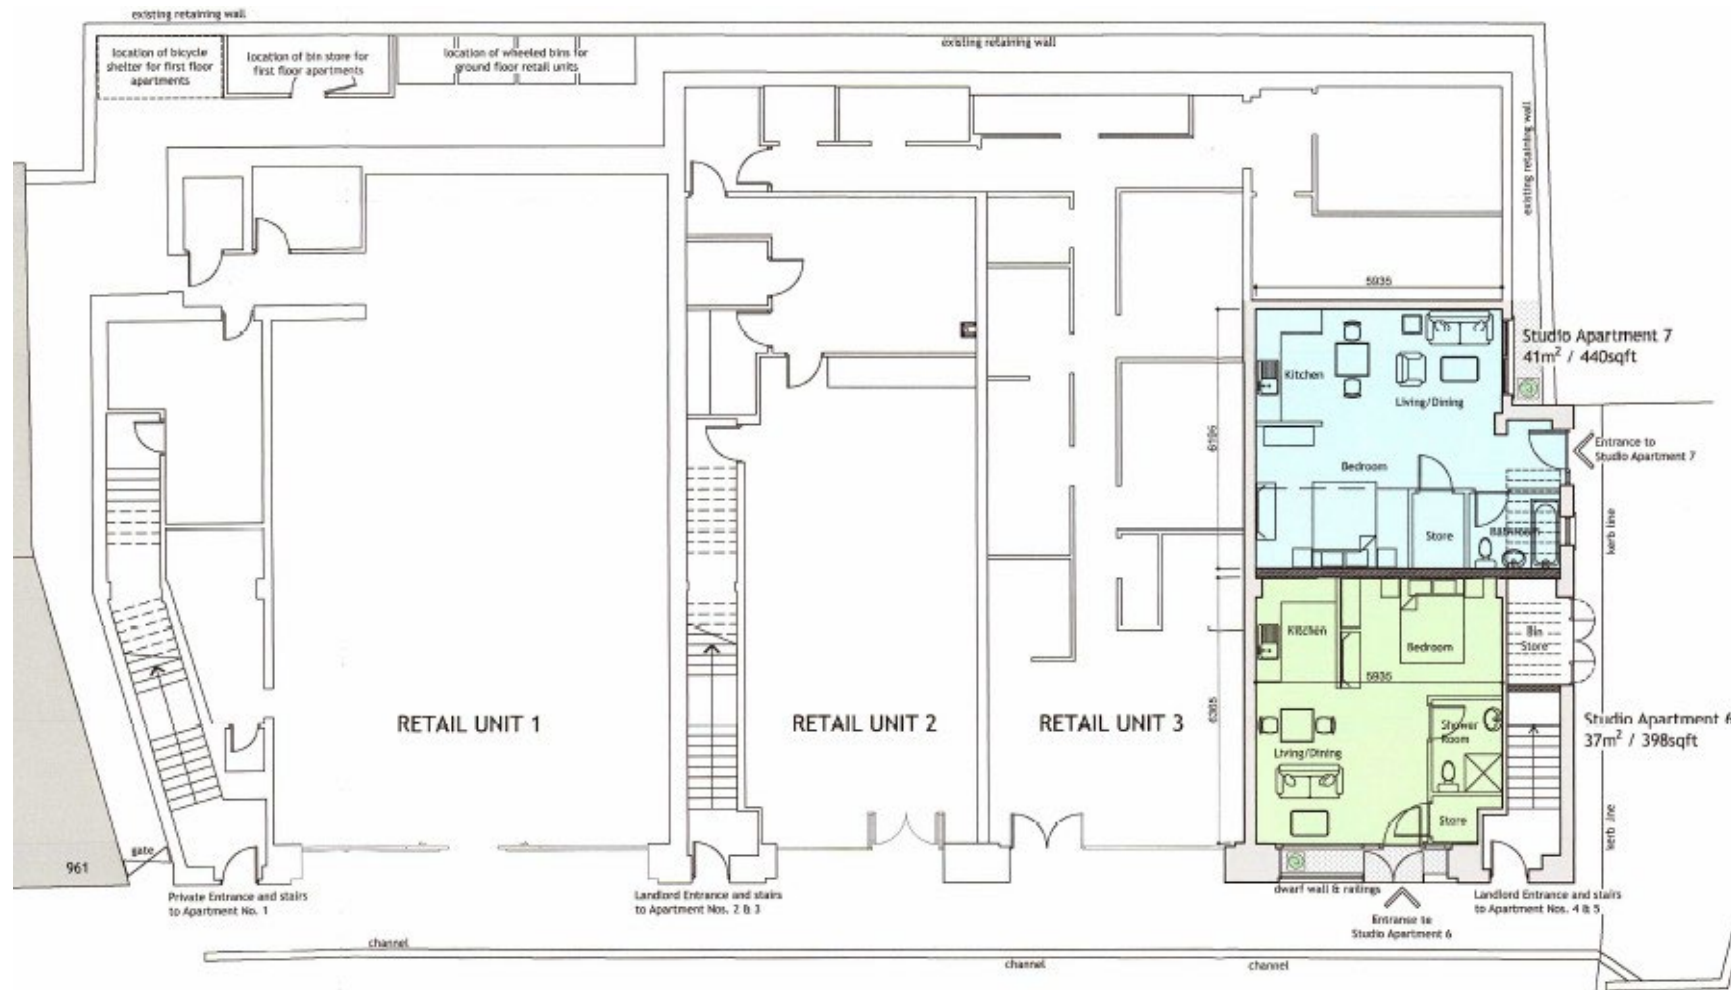 existing retaining wall
location of bicycle
shelter for first floor
apartments
location of bin store for
first floor apartments
location of wheeled bins for
ground floor retail units
existing retaining wall
existing retaining wall
5935
Studio Apartment 7
41m² / 440sqft
Kitchen
Living/Dining
6195
Entrance to
Studio Apartment 7
Bedroom
Store
Bathroom
kerb line
Kitchen
Bedroom
Bin
Store
5935
RETAIL UNIT 1
RETAIL UNIT 2
RETAIL UNIT 3
6365
Shower
Room
Studio Apartment 6
37m² / 398sqft
Living/Dining
Store
kerb line
gate
961
Private Entrance and stairs
to Apartment No. 1
Landlord Entrance and stairs
to Apartment Nos. 2 & 3
dwarf wall & railings
Landlord Entrance and stairs
to Apartment Nos. 4 & 5
Entrance to
Studio Apartment 6
channel
channel
channel